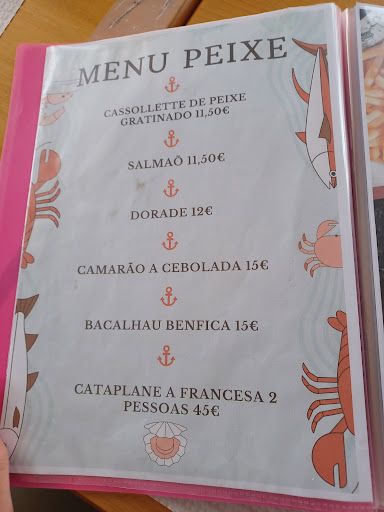 MENU PEIXE
CASSOLLETTE DE PEIXE
GRATINADO 11,50€
SALMAÕ 11,50€
DORADE 12€
CAMARÃO A CEBOLADA 15€
BACALHAU BENFICA 15€
CATAPLANE A FRANCESA 2
PESSOAS 45€